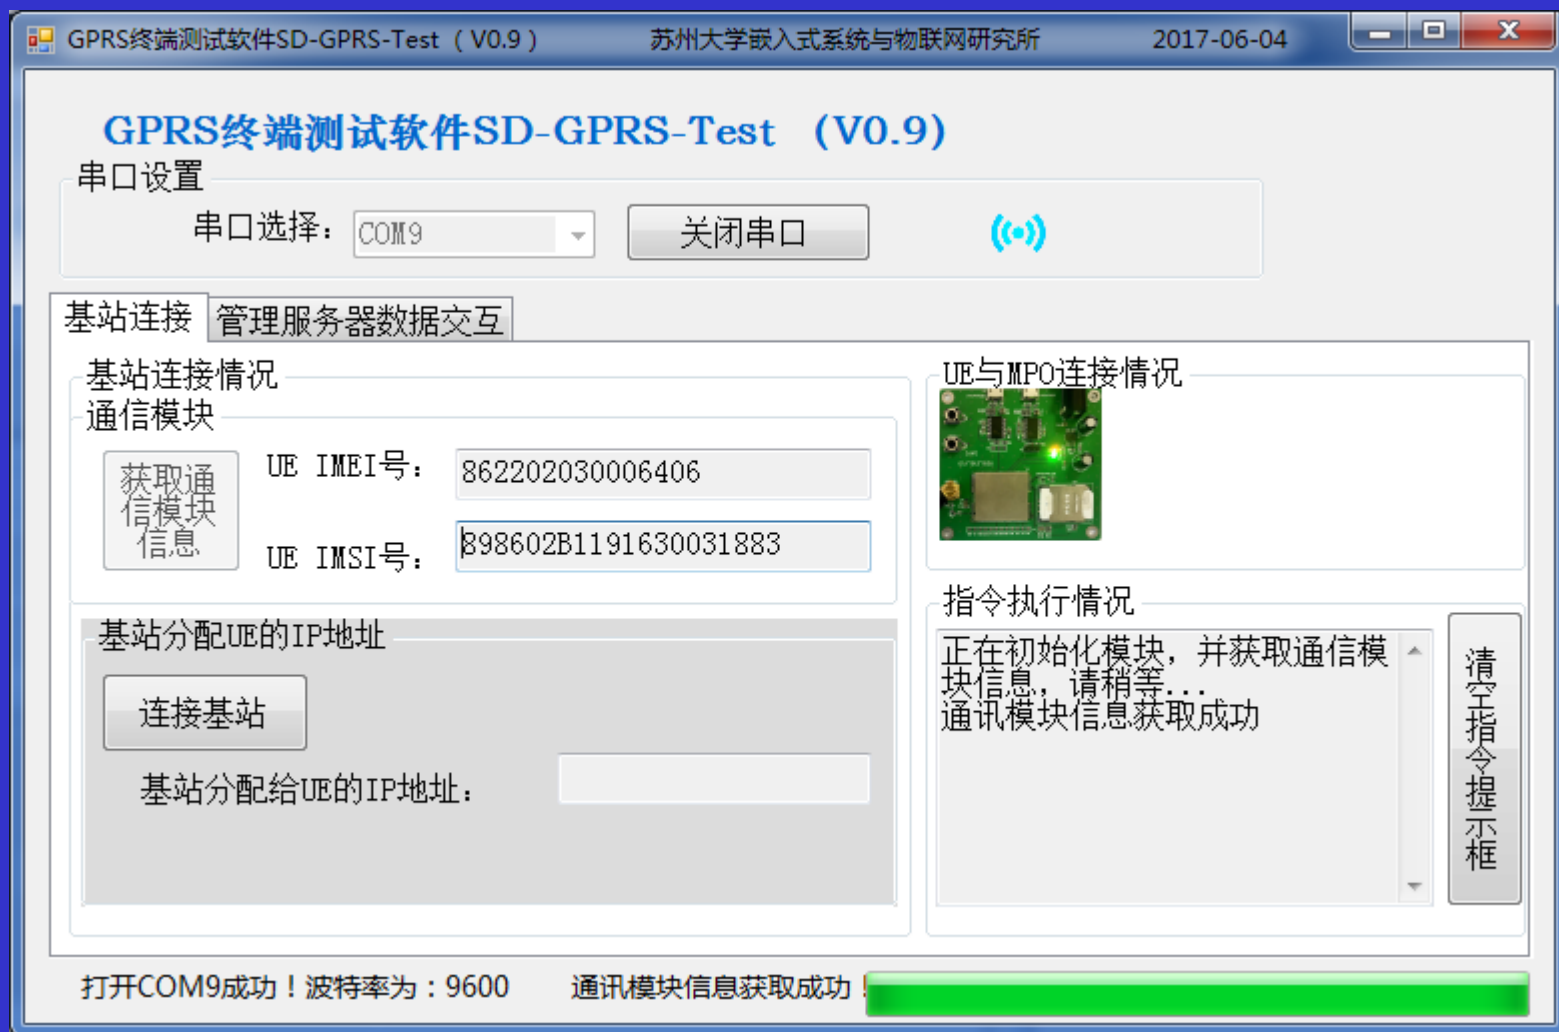 GPRS终端测试软件SD-GPRS-Test（V0.9） 苏州大学嵌入式系统与物联网研究所 2017-06-04
GPRS终端测试软件SD-GPRS-Test （V0.9）
串口设置
串口选择： COM9 关闭串口
基站连接 管理服务器数据交互
基站连接情况
通信模块
获取通
信模块
信息
UE IMEI号： 862202030006406
UE IMSI号： 898602B1191630031883
基站分配UE的IP地址
连接基站
基站分配给UE的IP地址：
UE与MPO连接情况
指令执行情况
正在初始化模块，并获取通信模
块信息，请稍等...
通讯模块信息获取成功
清空指令提示框
打开COM9成功！波特率为：9600 通讯模块信息获取成功！